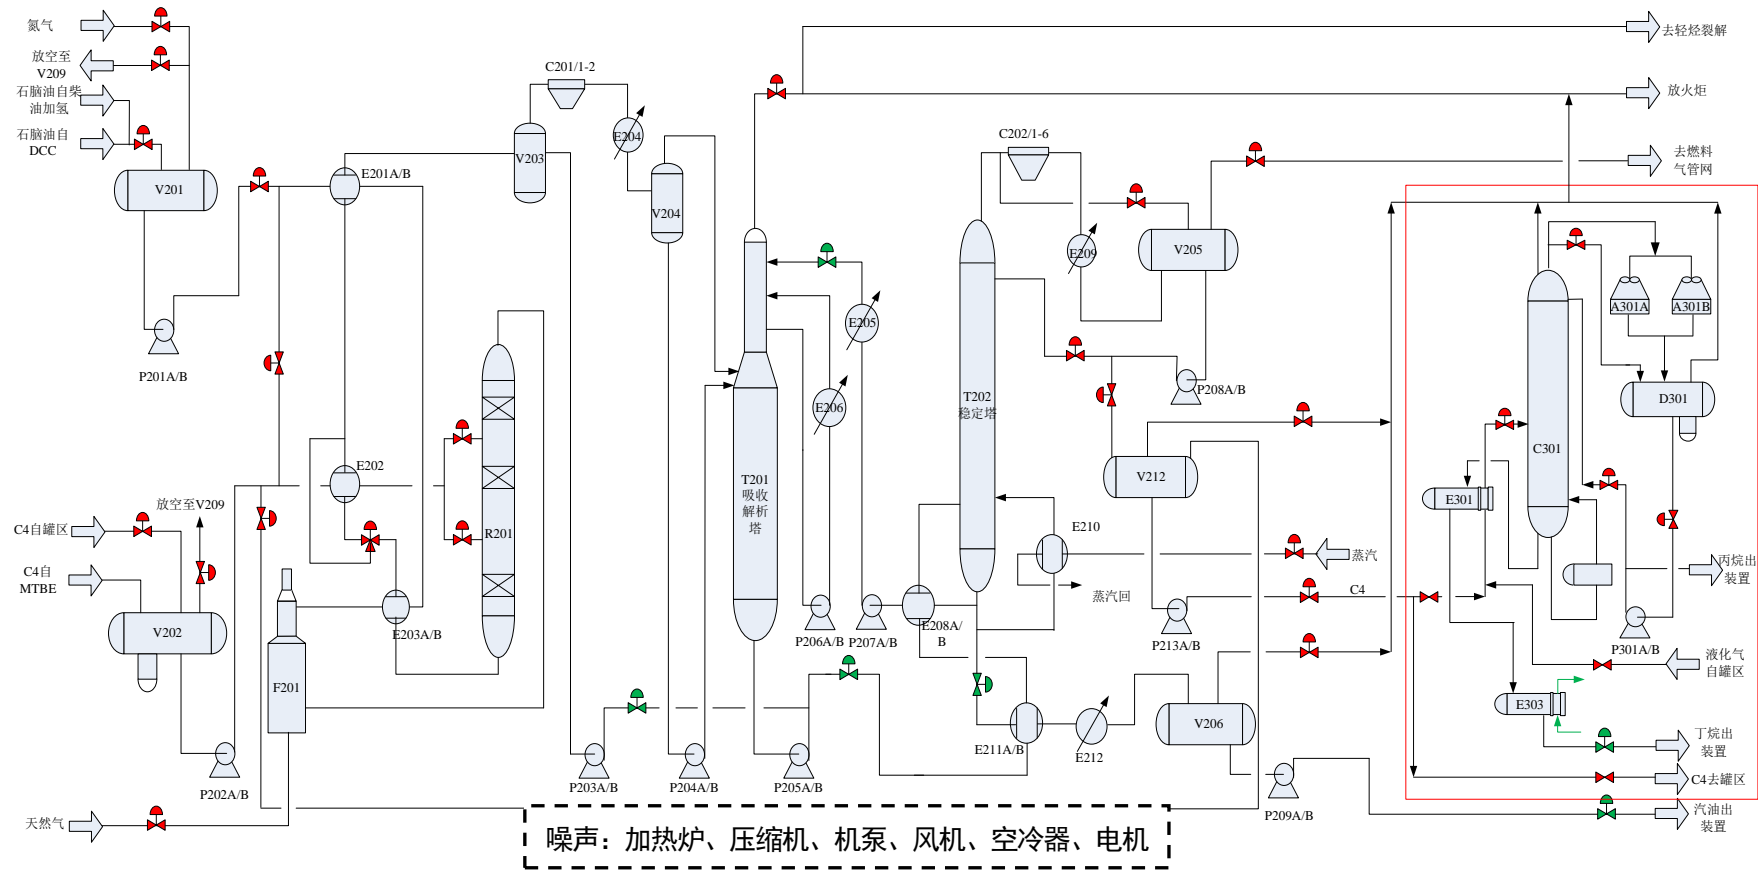 氮气
放空至
V209
石脑油自柴
油加氢
石脑油自
DCC
V201
P201A/B
E201A/B
C201/1-2
V203
E204
V204
去轻烃裂解
放火炬
去燃料
气管网
C202/1-6
E209
V205
E205
E206
P208A/B
T202
稳定塔
T201
吸收
解析
塔
V212
E210
蒸汽
蒸汽回
C4
A301A
A301B
D301
C301
E301
丙烷出
装置
P301A/B
液化气
自罐区
E303
丁烷出
装置
C4去罐区
汽油出
装置
E202
R201
放空至V209
C4自罐区
C4自
MTBE
V202
E203A/B
F201
P202A/B
天然气
P203A/B
P204A/B
P205A/B
P206A/B
P207A/B
E208A/
B
P213A/B
E211A/B
E212
V206
P209A/B
噪声：加热炉、压缩机、机泵、风机、空冷器、电机